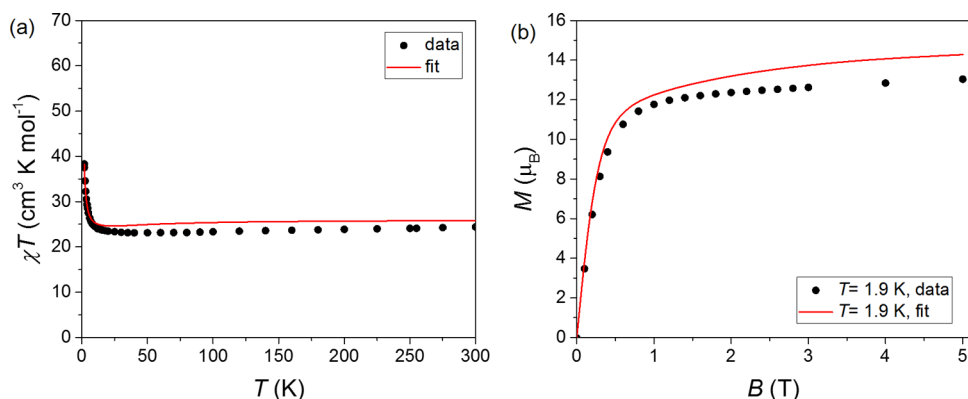 (a)
70
60
50
40
30
20
10
0
χT (cm³ K mol⁻¹)
data
fit
0 50 100 150 200 250 300
T (K)
(b)
16
14
12
10
8
6
4
2
0
M (μB)
T= 1.9 K, data
T= 1.9 K, fit
0 1 2 3 4 5
B (T)